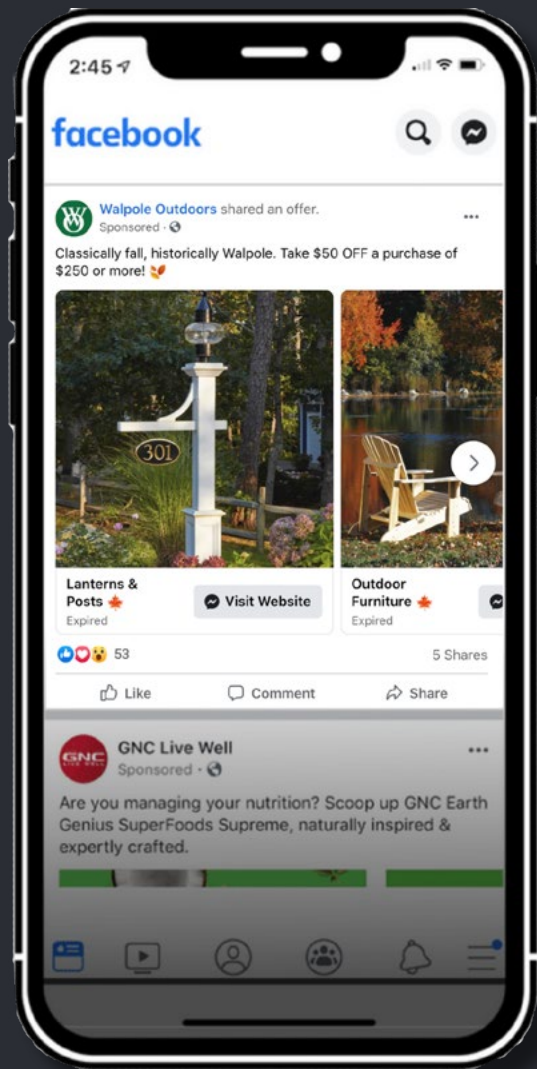 2:45
facebook
Walpole Outdoors shared an offer.
Sponsored ·
Classically fall, historically Walpole. Take $50 OFF a purchase of
$250 or more! 🍂
301
Lanterns &
Posts 🍁
Expired
Visit Website
Outdoor
Furniture 🍁
Expired
53
5 Shares
Like
Comment
Share
GNC
LIVE WELL
GNC Live Well
Sponsored ·
Are you managing your nutrition? Scoop up GNC Earth
Genius SuperFoods Supreme, naturally inspired &
expertly crafted.